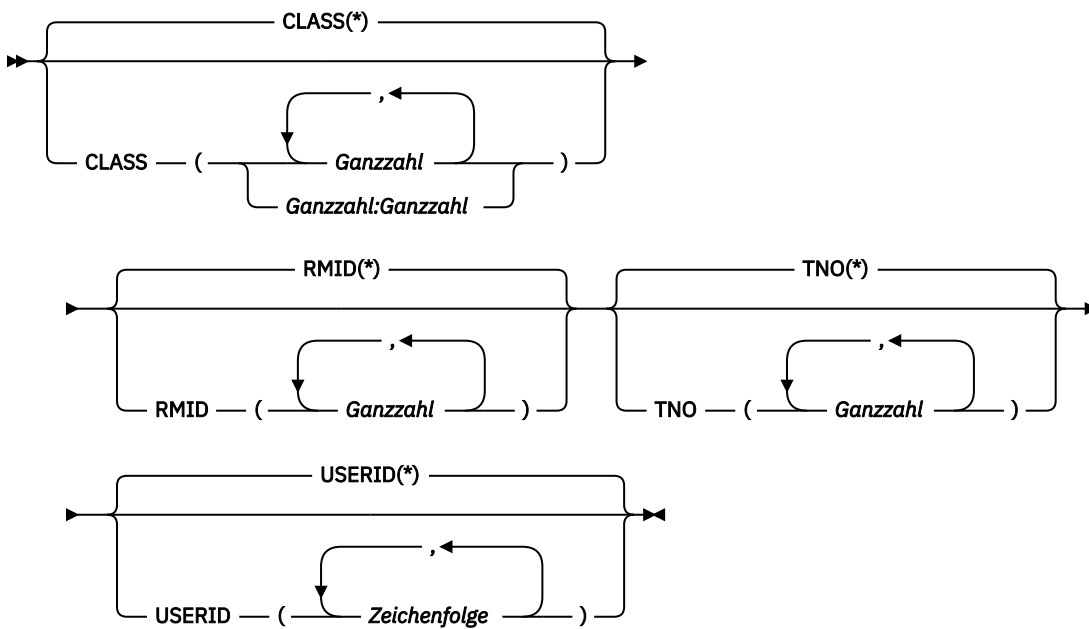 CLASS(*)
,
CLASS ( Ganzzahl )
Ganzzahl:Ganzzahl
RMID(*) TNO(*)
, ,
RMID ( Ganzzahl ) TNO ( Ganzzahl )
USERID(*)
,
USERID ( Zeichenfolge )